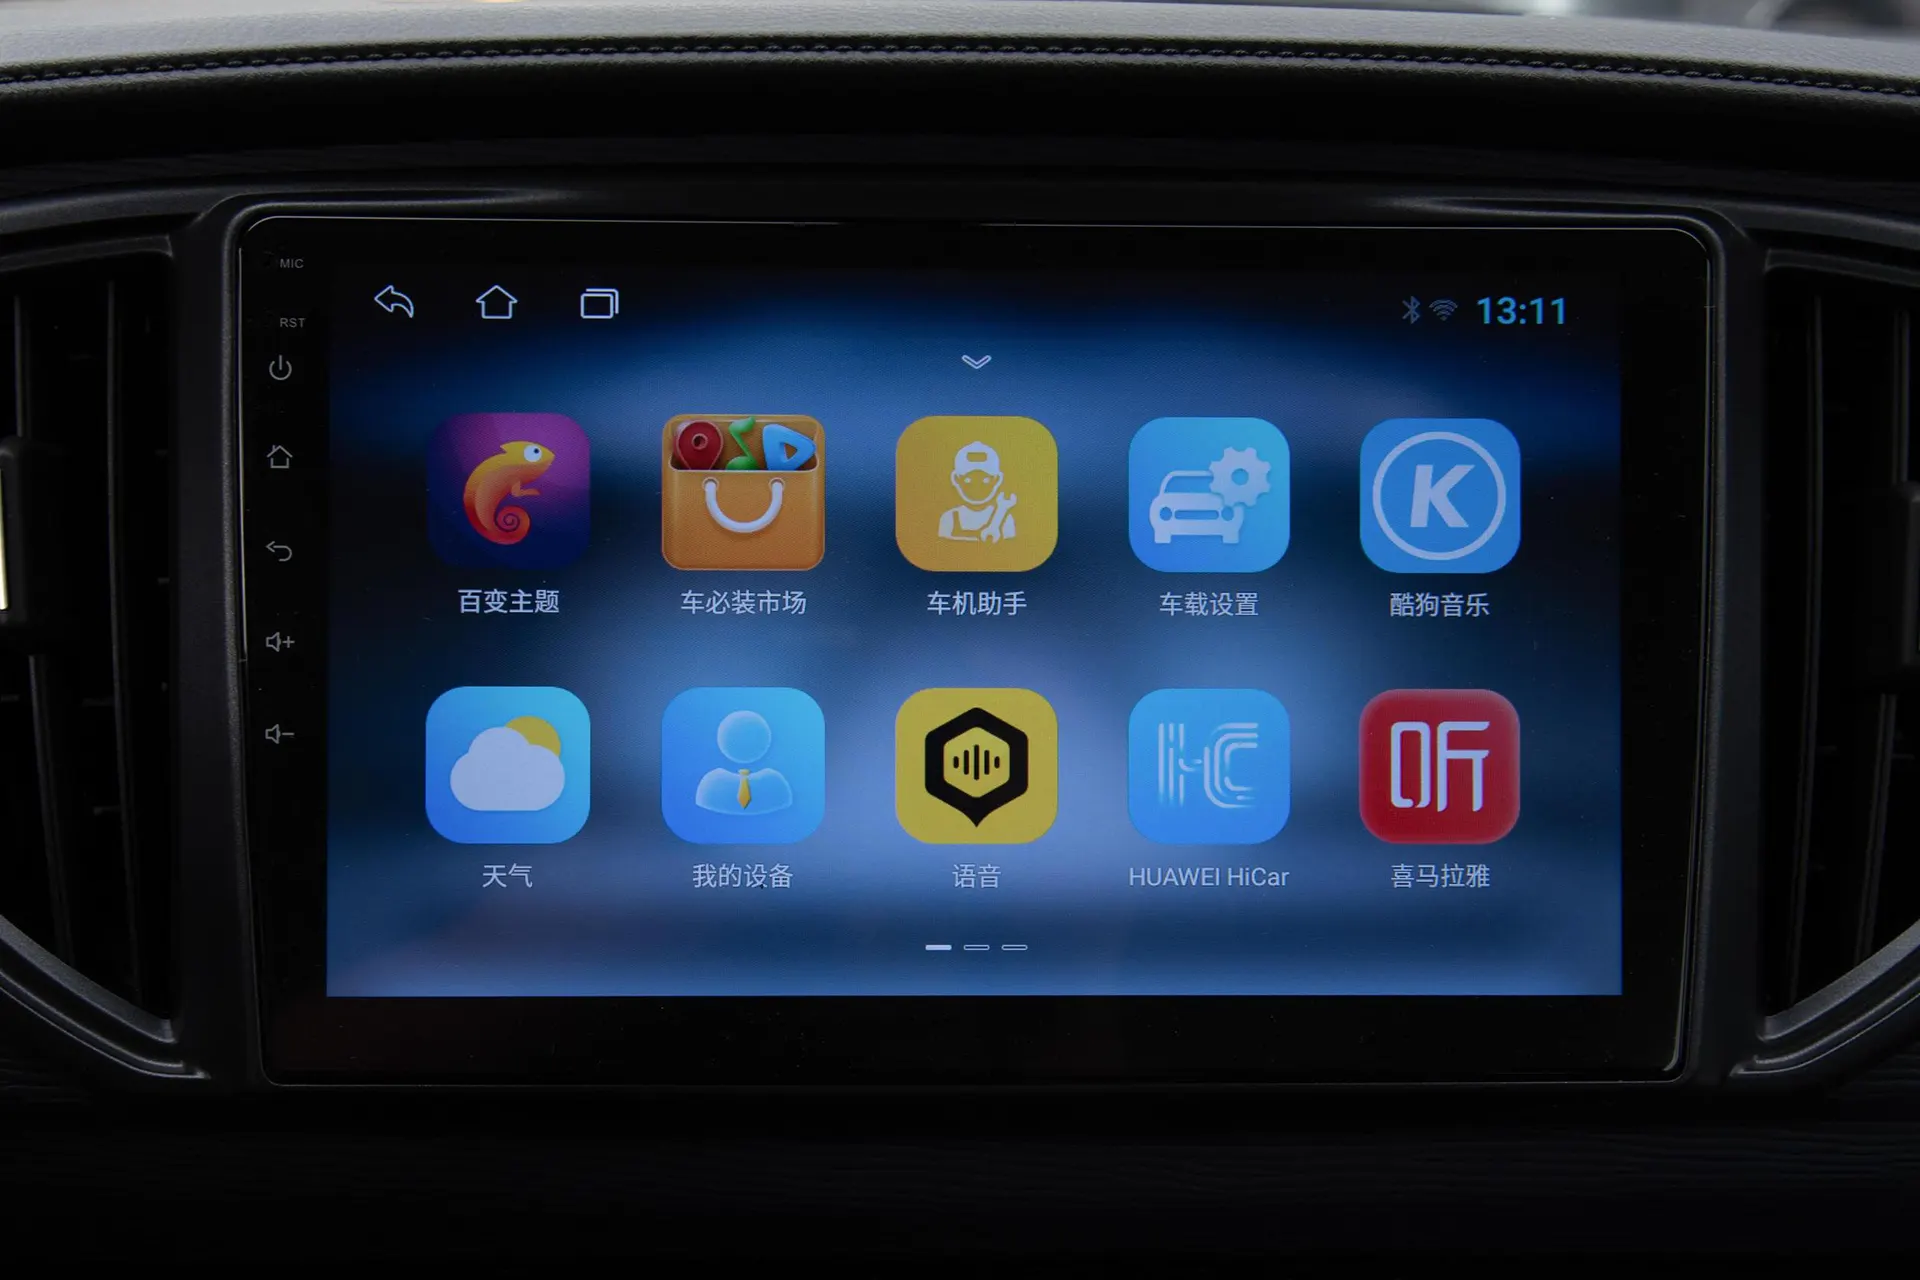 MIC
RST
13:11
K
百变主题
车必装市场
车机助手
车载设置
酷狗音乐
HC
听
天气
我的设备
语音
HUAWEI HiCar
喜马拉雅